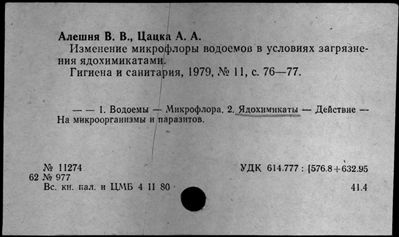 Алешня В. В., Цацка А. А.
Изменение микрофлоры водоемов в условиях загрязне-
ния ядохимикатами.
Гигиена и санитария, 1979, № 11, с. 76—77.
— — 1. Водоемы — Микрофлора. 2. Ядохимикаты — Действие —
На микроорганизмы и паразитов.
№ 11274
УДК 614.777 : [576.8+632.95
62 № 977
Вс. кн. пал. и ЦМБ 4 11 80
41.4